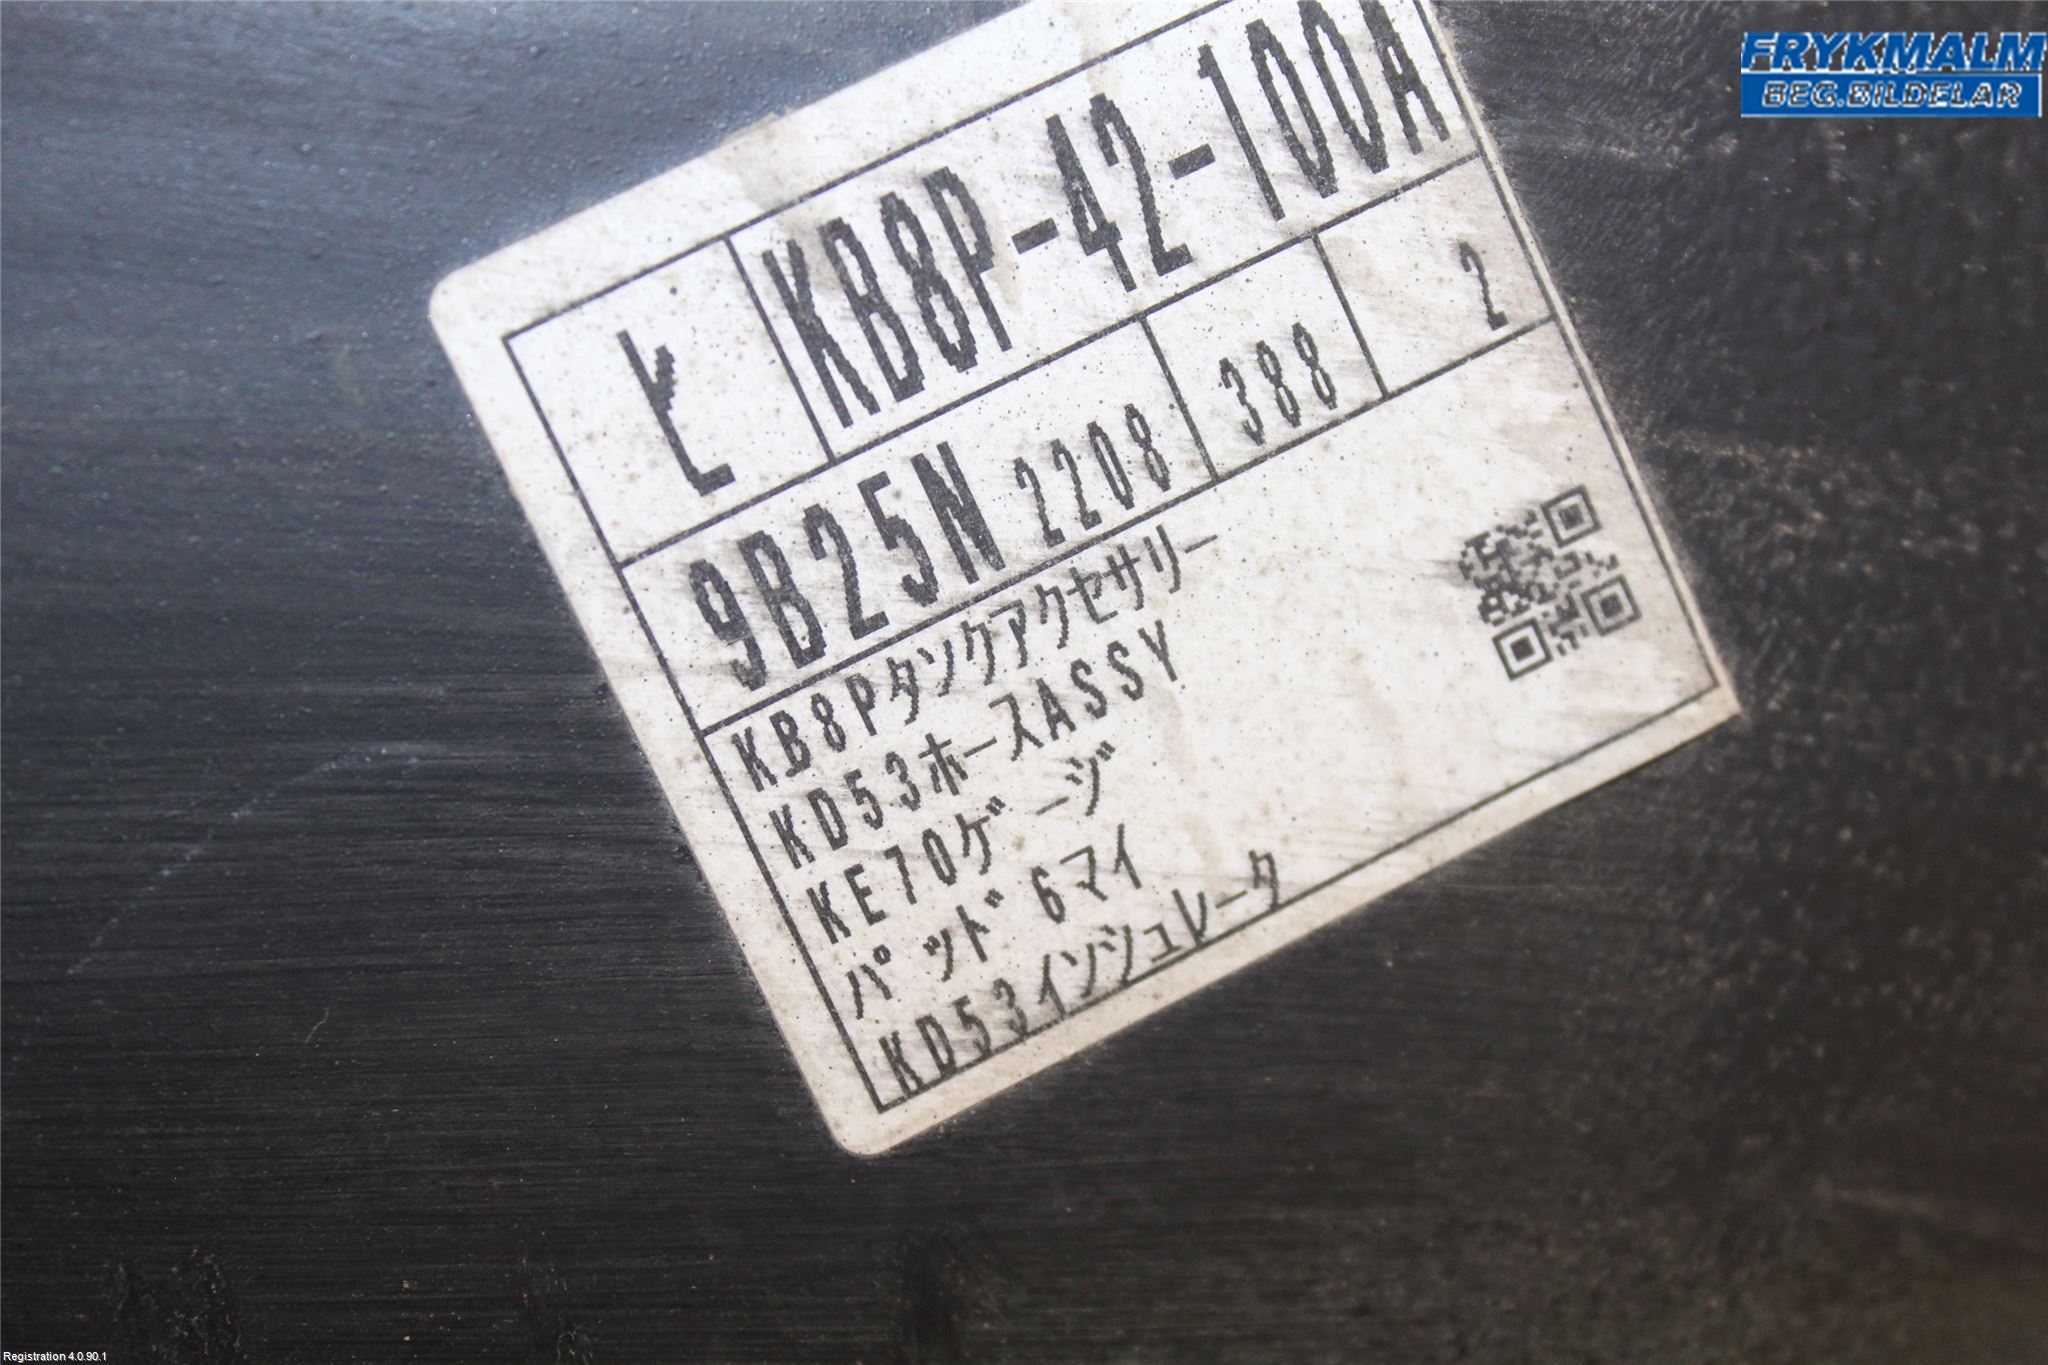 FRYKMALM
BEG.BILDELAR
ヒ KB8P-42-100A
9B25N 2208 388 2
KB8Pタンクアクセサリー
KD53ホースASSY
KE70ゲージ
パッド6マイ
KD53インシュレータ
Registration 4.0.90.1